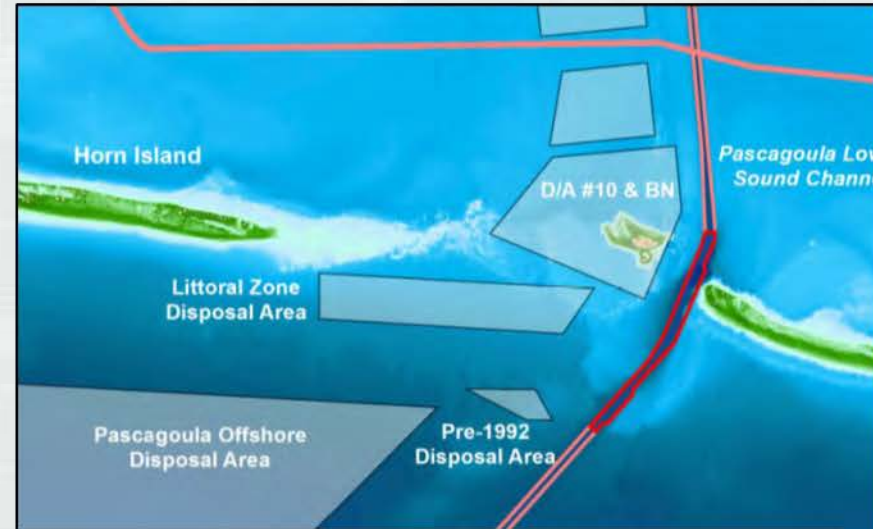 Horn Island
Pascagoula Low
Sound Chann
D/A #10 & BN
Littoral Zone
Disposal Area
Pascagoula Offshore
Disposal Area
Pre-1992
Disposal Area